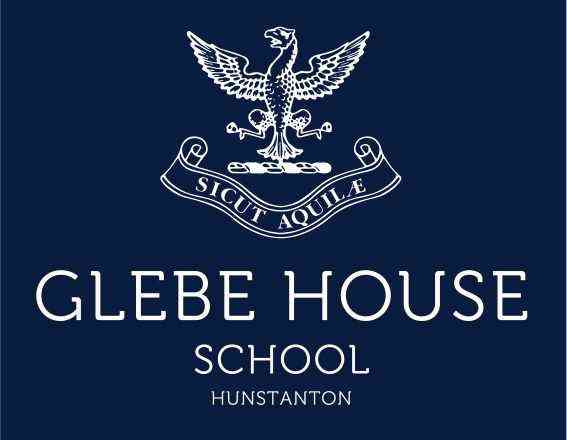 SICUT AQUILÆ
GLEBE HOUSE
SCHOOL
HUNSTANTON